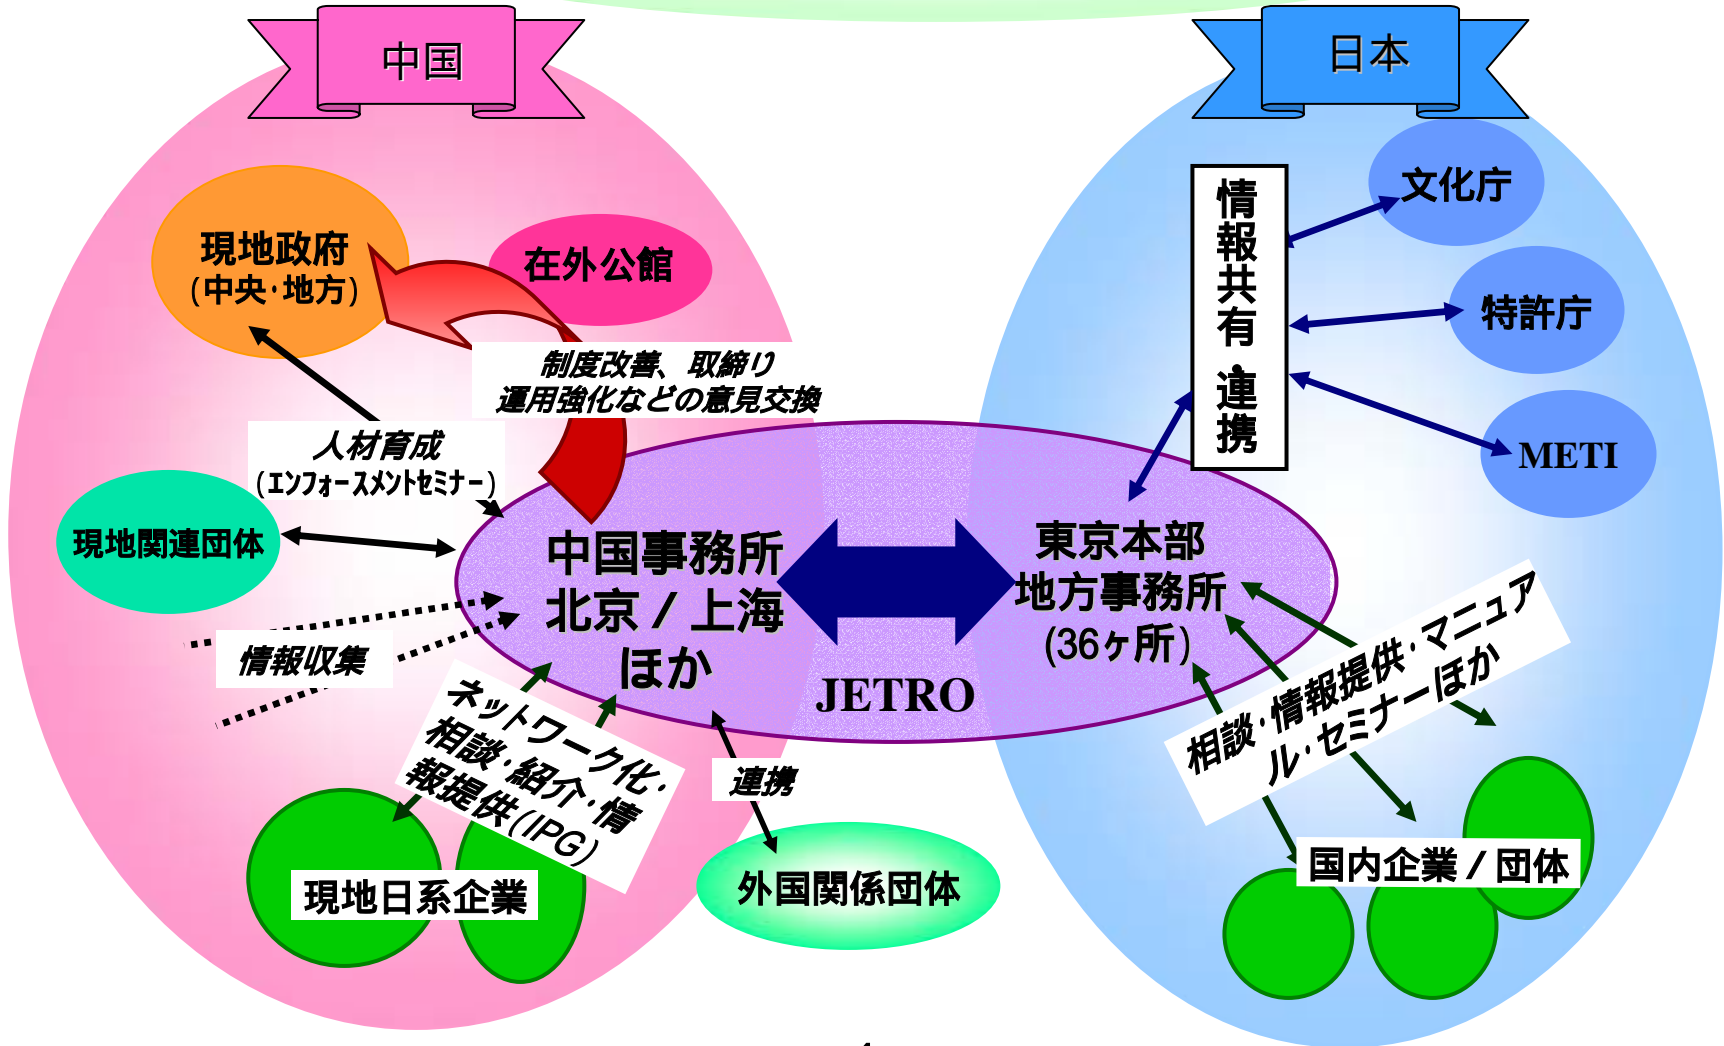 中国
日本
現地政府
(中央･地方)
在外公館
制度改善、取締り
運用強化などの意見交換
人材育成
(ｴﾝﾌｫｰｽﾒﾝﾄｾﾐﾅｰ)
現地関連団体
情報収集
中国事務所
北京／上海
ほか
JETRO
東京本部
地方事務所
(36ヶ所)
情報共有・連携
文化庁
特許庁
METI
ネットワーク化･
相談･紹介･情
報提供(IPG)
連携
相談･情報提供･マニュア
ル･セミナーほか
現地日系企業
外国関係団体
国内企業／団体